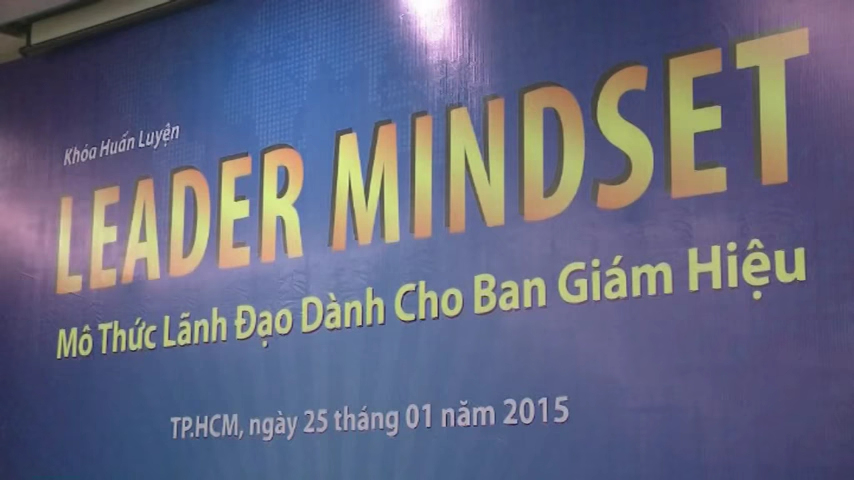 Khóa Huấn Luyện
LEADER MINDSET
Mô Thức Lãnh Đạo Dành Cho Ban Giám Hiệu
TP.HCM, ngày 25 tháng 01 năm 2015